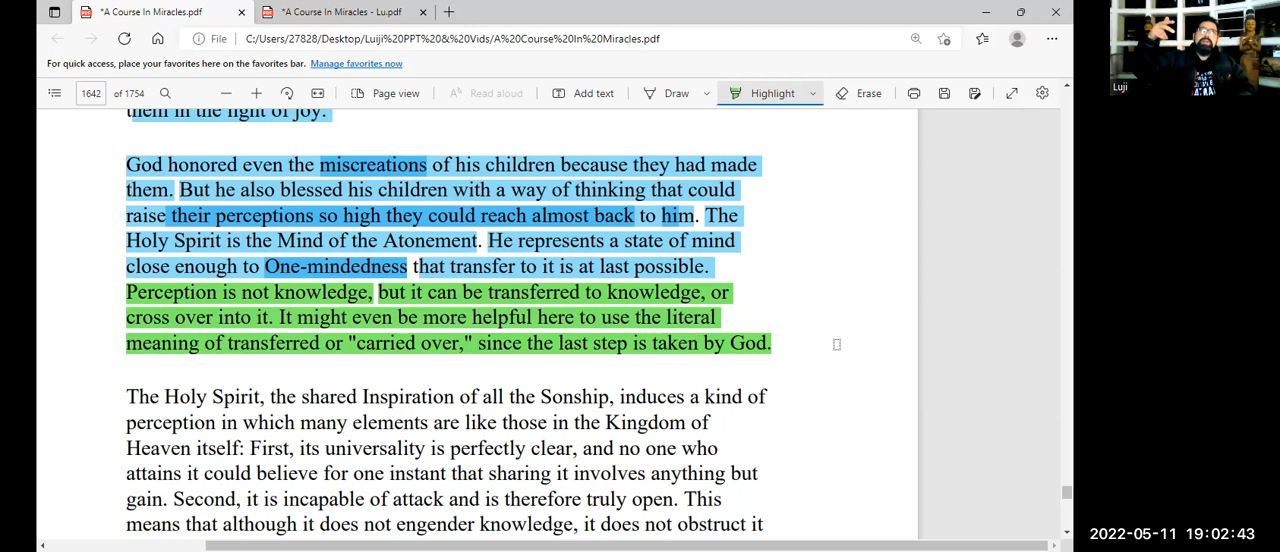 *A Course In Miracles.pdf
*A Course In Miracles - Lu.pdf
File
C:/Users/27828/Desktop/Luiji%20PPT%20&%20Vids/A%20Course%20In%20Miracles.pdf
For quick access, place your favorites here on the favorites bar. Manage favorites now
1642 of 1754
Page view
Read aloud
Add text
Draw
Highlight
Erase
them in the light of joy.
God honored even the miscreations of his children because they had made
them. But he also blessed his children with a way of thinking that could
raise their perceptions so high they could reach almost back to him. The
Holy Spirit is the Mind of the Atonement. He represents a state of mind
close enough to One-mindedness that transfer to it is at last possible.
Perception is not knowledge, but it can be transferred to knowledge, or
cross over into it. It might even be more helpful here to use the literal
meaning of transferred or "carried over," since the last step is taken by God.
The Holy Spirit, the shared Inspiration of all the Sonship, induces a kind of
perception in which many elements are like those in the Kingdom of
Heaven itself: First, its universality is perfectly clear, and no one who
attains it could believe for one instant that sharing it involves anything but
gain. Second, it is incapable of attack and is therefore truly open. This
means that although it does not engender knowledge, it does not obstruct it
Luji
2022-05-11 19:02:43